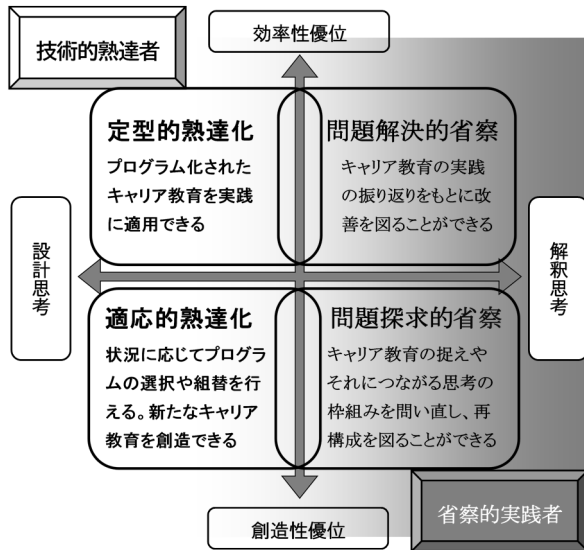 効率性優位
技術的熟達者
定型的熟達化
プログラム化された
キャリア教育を実践
に適用できる
問題解決的省察
キャリア教育の実践
の振り返りをもとに改
善を図ることができる
設計思考
解釈思考
適応的熟達化
状況に応じてプログラ
ムの選択や組替を行
える。新たなキャリア
教育を創造できる
問題探求的省察
キャリア教育の捉えや
それにつながる思考の
枠組みを問い直し、再
構成を図ることができる
創造性優位
省察的実践者